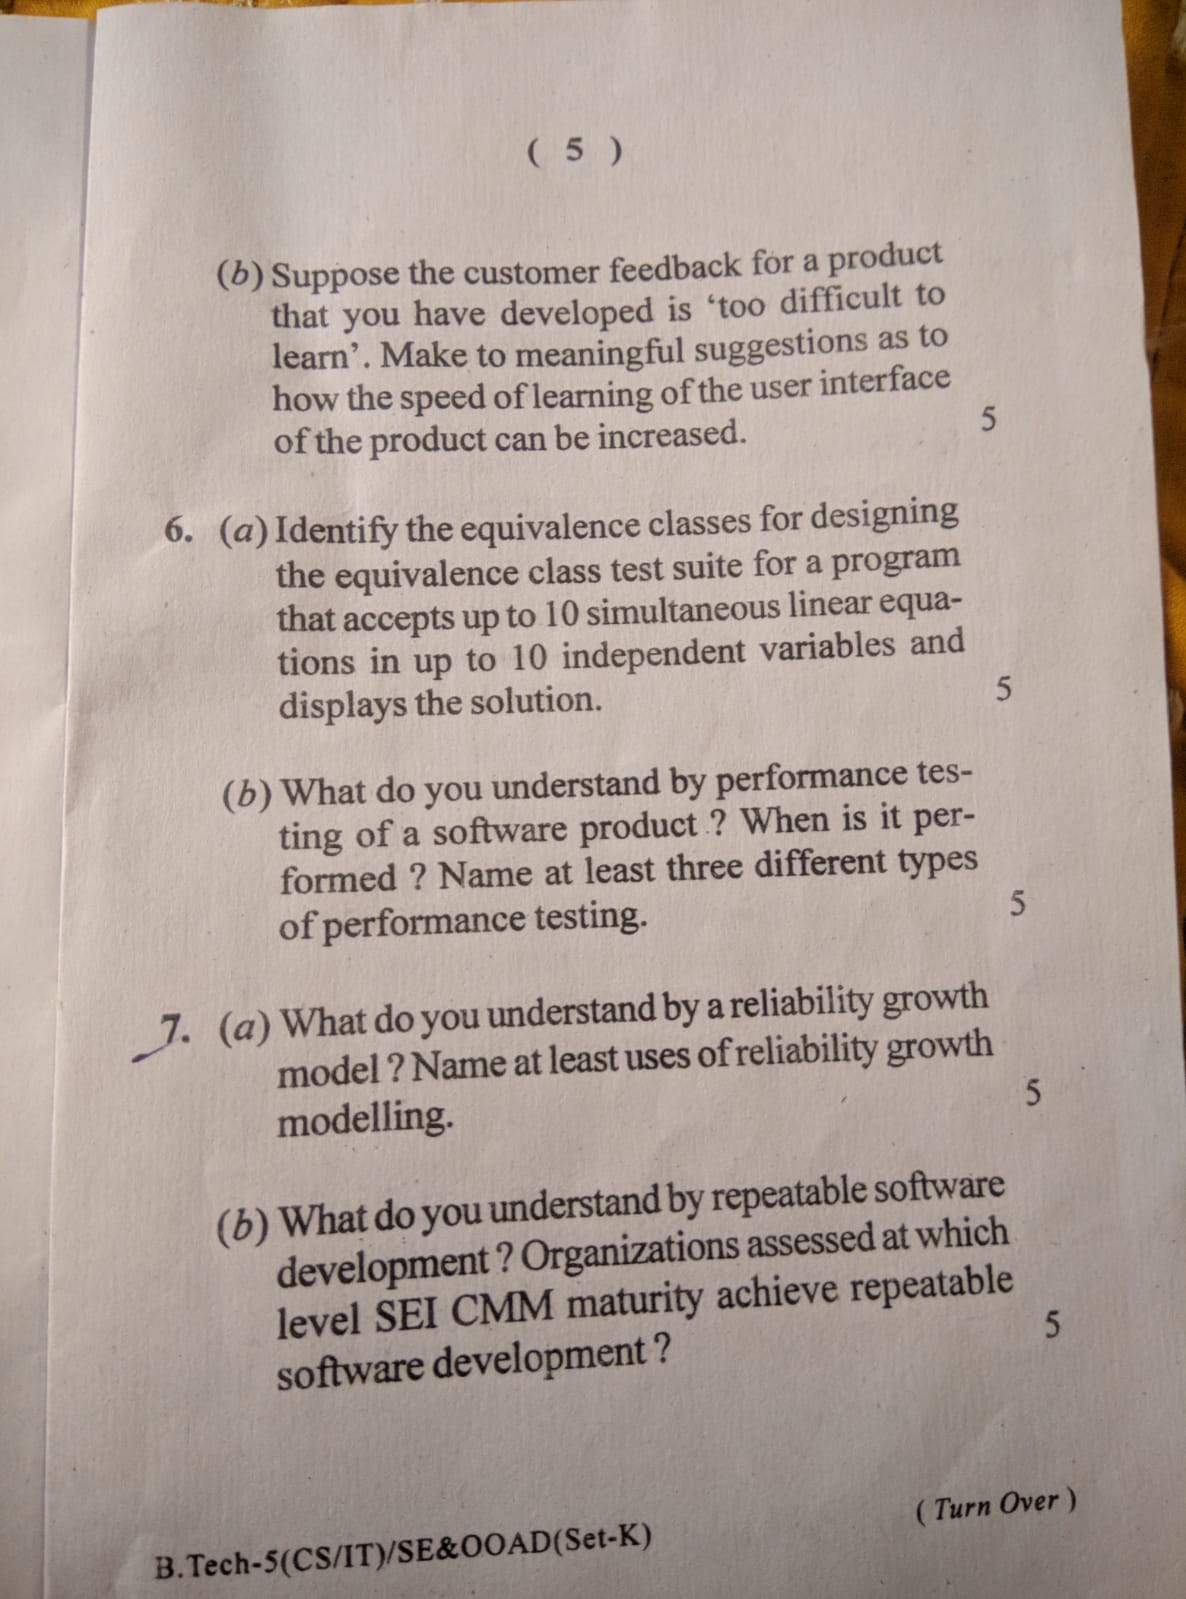 ( 5 )
(b) Suppose the customer feedback for a product
that you have developed is ‘too difficult to
learn’. Make to meaningful suggestions as to
how the speed of learning of the user interface
of the product can be increased. 5
6. (a) Identify the equivalence classes for designing
the equivalence class test suite for a program
that accepts up to 10 simultaneous linear equa-
tions in up to 10 independent variables and
displays the solution. 5
(b) What do you understand by performance tes-
ting of a software product ? When is it per-
formed ? Name at least three different types
of performance testing. 5
7. (a) What do you understand by a reliability growth
model ? Name at least uses of reliability growth
modelling. 5
(b) What do you understand by repeatable software
development ? Organizations assessed at which
level SEI CMM maturity achieve repeatable
software development ? 5
B.Tech-5(CS/IT)/SE&OOAD(Set-K) ( Turn Over )